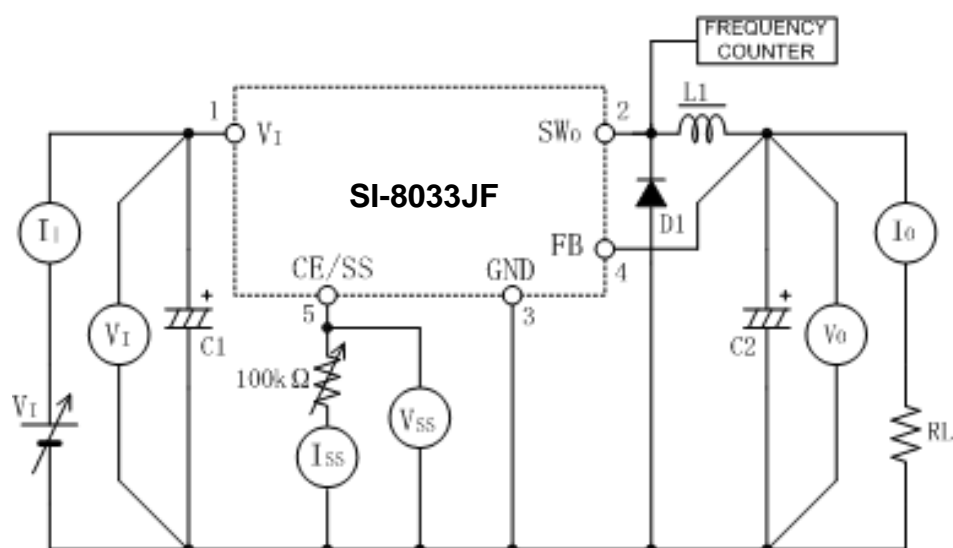 FREQUENCY
COUNTER
L1
1
2
VI
SWO
SI-8033JF
D1
II
IO
FB
4
CE/SS
GND
5
3
+
+
VI
C1
C2
VO
100kΩ
VI
VSS
ISS
RL